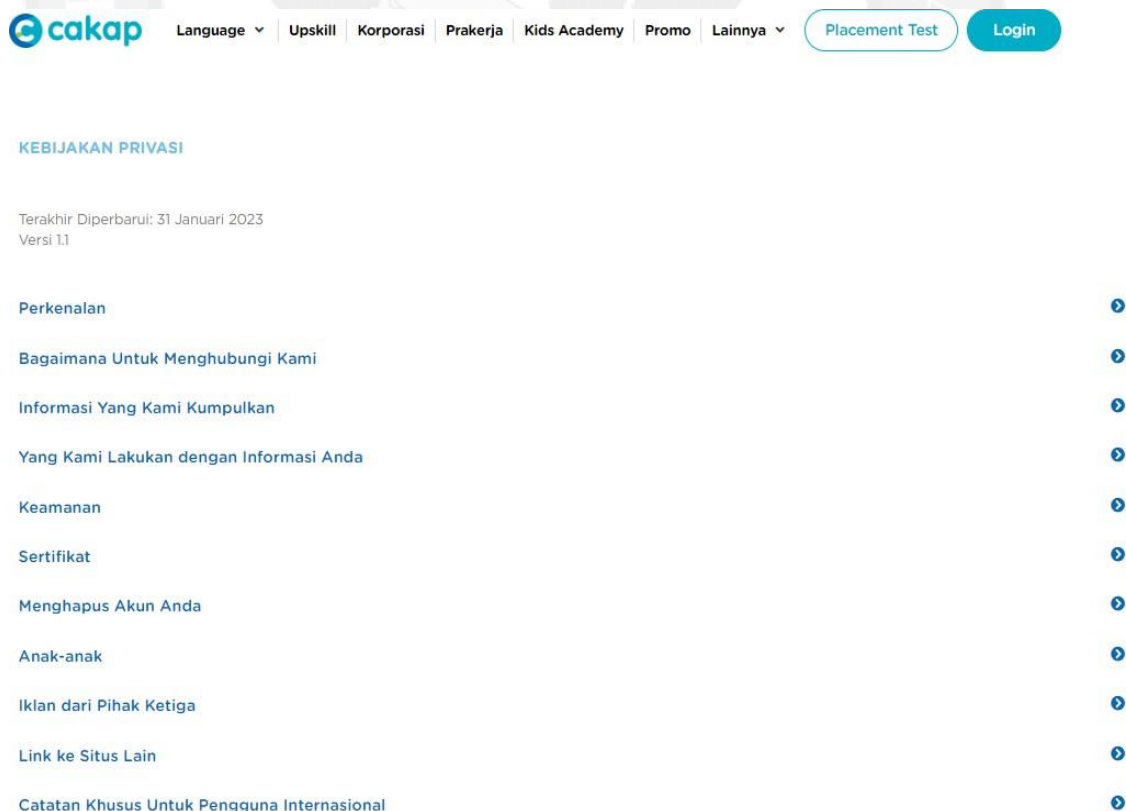 cakap Language Upskill Korporasi Prakerja Kids Academy Promo Lainnya Placement Test Login
KEBIJAKAN PRIVASI
Terakhir Diperbarui: 31 Januari 2023
Versi 1.1
Perkenalan
Bagaimana Untuk Menghubungi Kami
Informasi Yang Kami Kumpulkan
Yang Kami Lakukan dengan Informasi Anda
Keamanan
Sertifikat
Menghapus Akun Anda
Anak-anak
Iklan dari Pihak Ketiga
Link ke Situs Lain
Catatan Khusus Untuk Pengguna Internasional